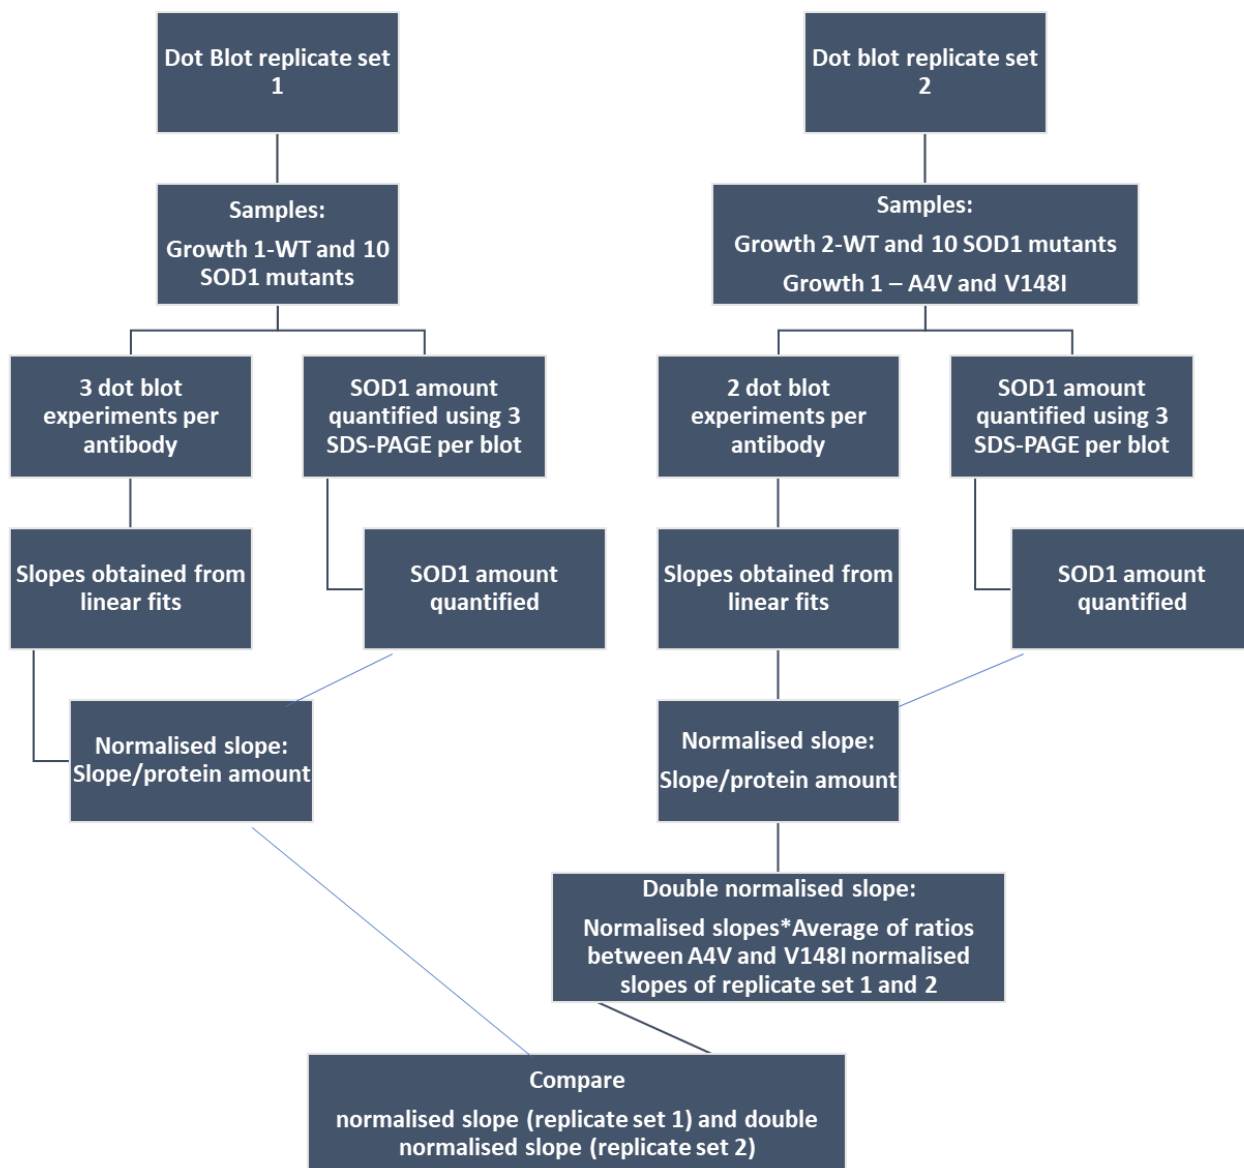 Dot Blot replicate set
1
Dot blot replicate set
2
Samples:
Growth 1-WT and 10
SOD1 mutants
Samples:
Growth 2-WT and 10 SOD1 mutants
Growth 1 – A4V and V148I
3 dot blot
experiments per
antibody
SOD1 amount
quantified using 3
SDS-PAGE per blot
2 dot blot
experiments per
antibody
SOD1 amount
quantified using 3
SDS-PAGE per blot
Slopes obtained from
linear fits
SOD1 amount
quantified
Slopes obtained from
linear fits
SOD1 amount
quantified
Normalised slope:
Slope/protein amount
Normalised slope:
Slope/protein amount
Double normalised slope:
Normalised slopes*Average of ratios
between A4V and V148I normalised
slopes of replicate set 1 and 2
Compare
normalised slope (replicate set 1) and double
normalised slope (replicate set 2)